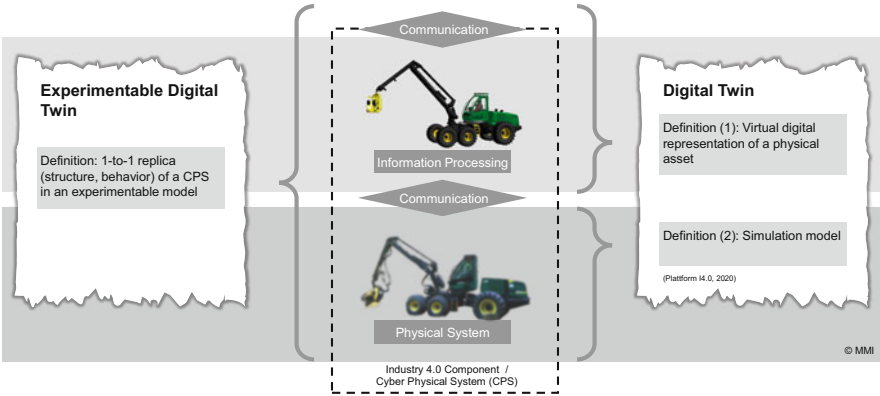 Communication
Experimentable Digital
Twin
Definition: 1-to-1 replica
(structure, behavior) of a CPS
in an experimentable model
Information Processing
Communication
Physical System
Industry 4.0 Component /
Cyber Physical System (CPS)
Digital Twin
Definition (1): Virtual digital
representation of a physical
asset
Definition (2): Simulation model
(Plattform I4.0, 2020)
© MMI